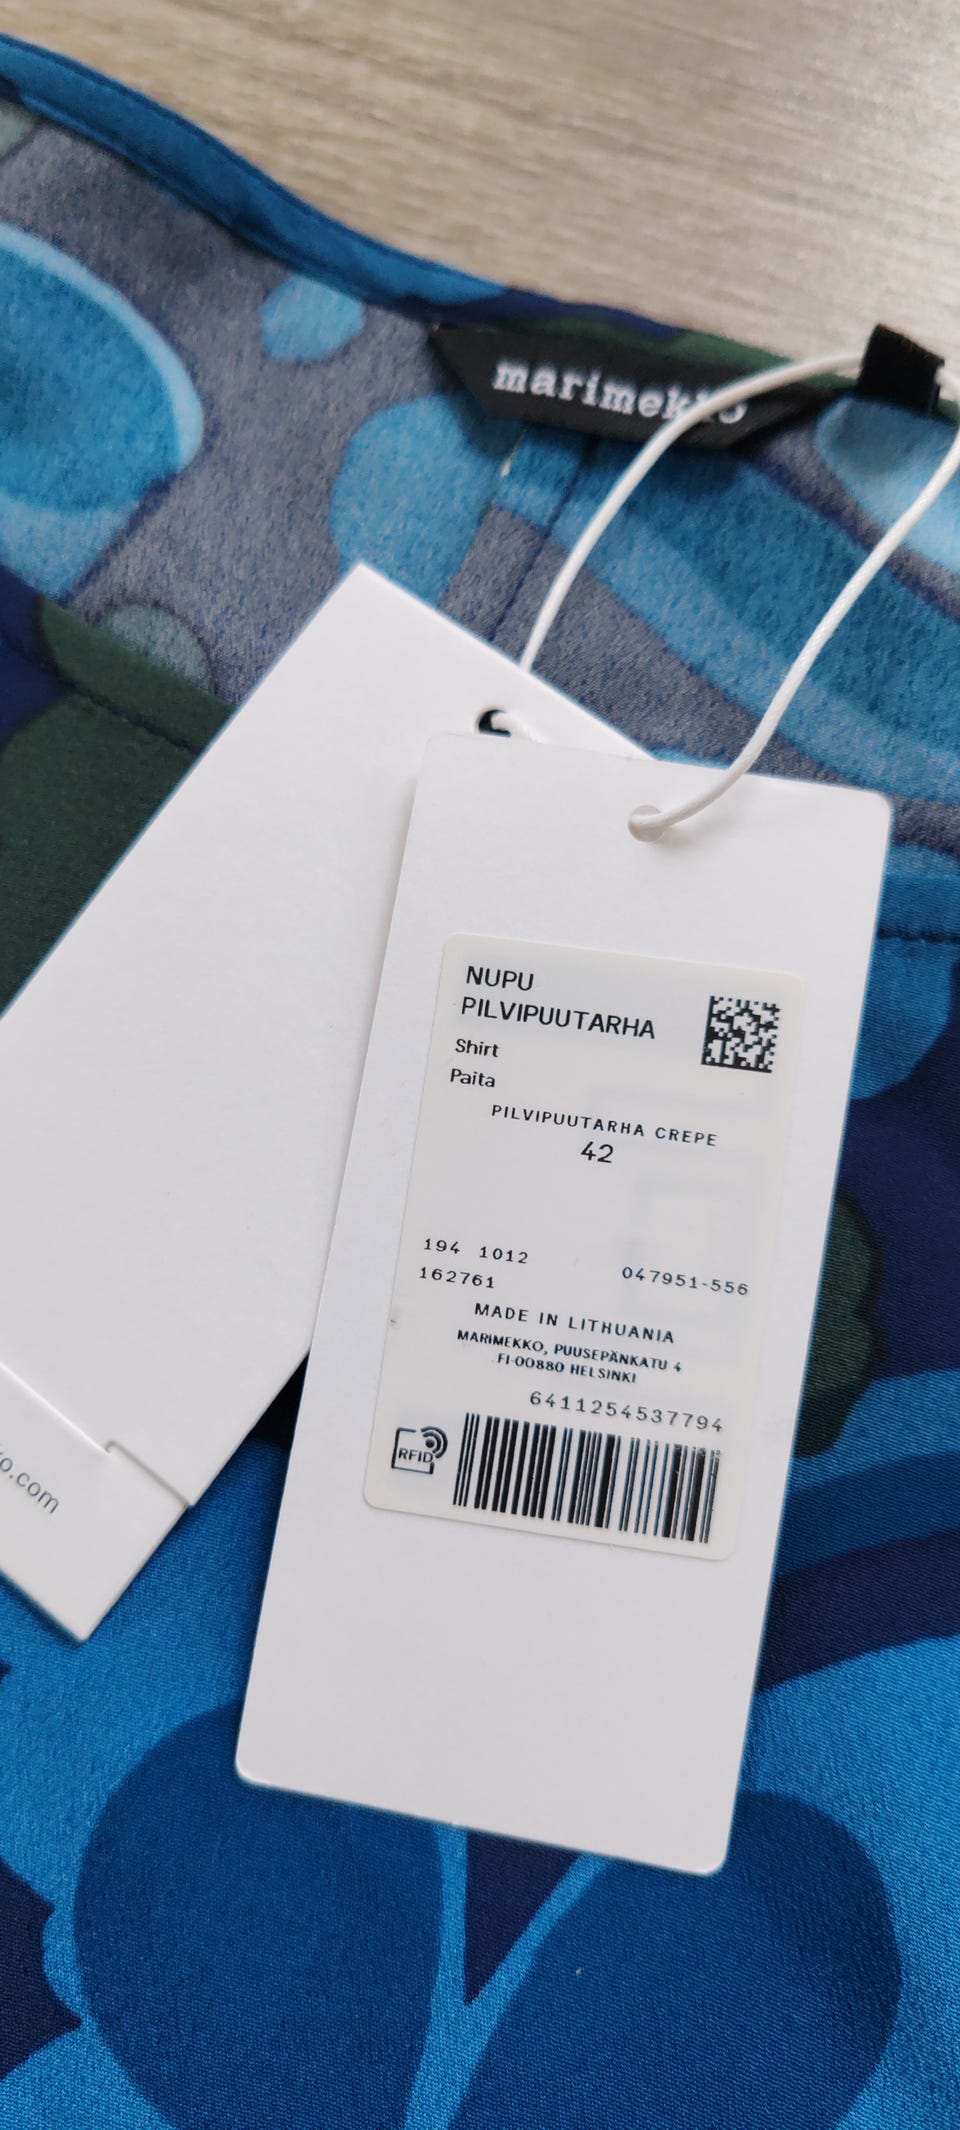 marimekko
NUPU
PILVIPUUTARHA
Shirt
Paita
PILVIPUUTARHA CREPE
42
194 1012
047951-556
162761
MADE IN LITHUANIA
MARIMEKKO, PUUSEPÄNKATU 4
FI-00880 HELSINKI
6411254537794
RFID
o.com